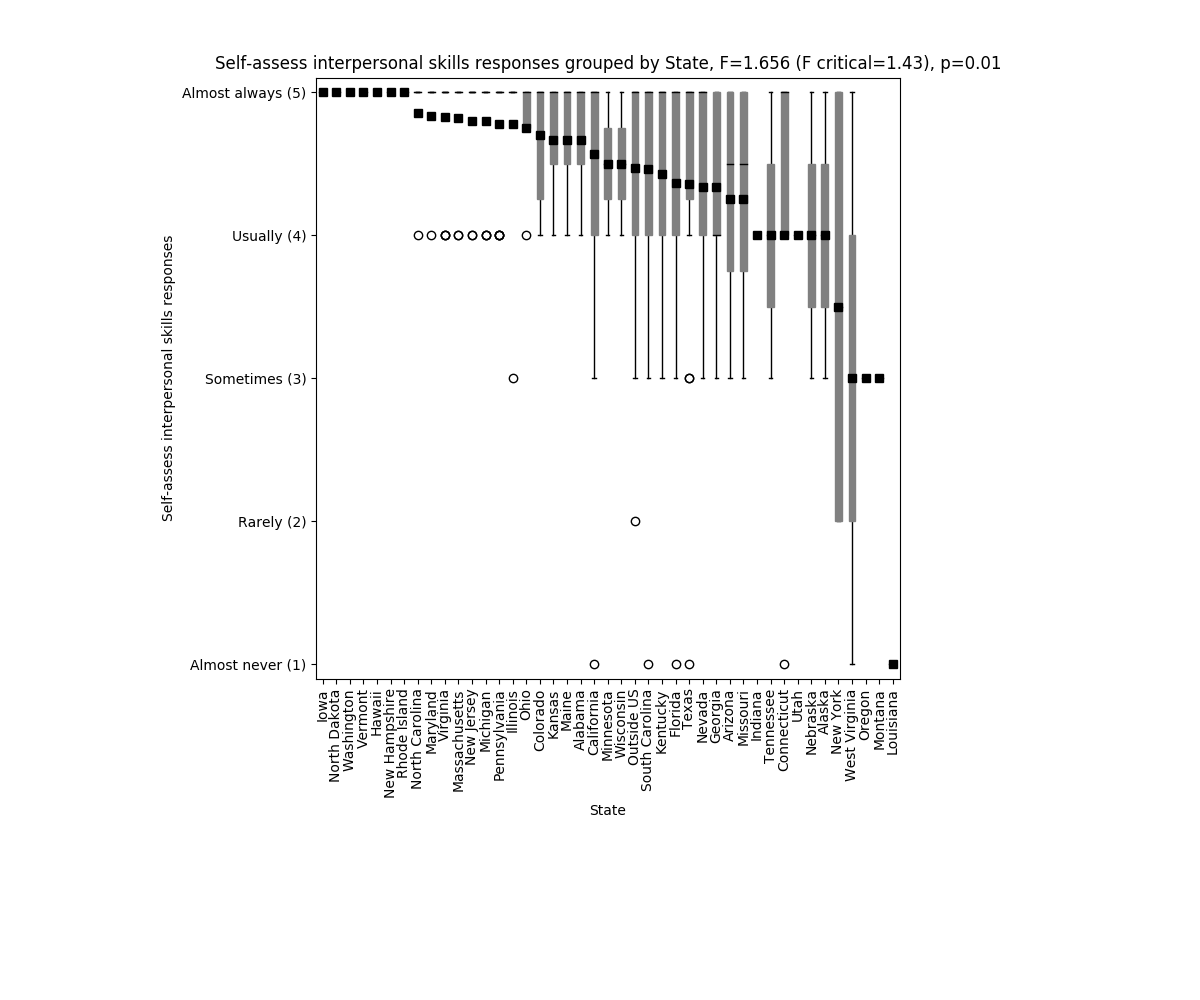 Self-assess interpersonal skills responses grouped by State, F=1.656 (F critical=1.43), p=0.01
Self-assess interpersonal skills responses
Almost always (5)
Usually (4)
Sometimes (3)
Rarely (2)
Almost never (1)
Iowa
North Dakota
Washington
Vermont
Hawaii
New Hampshire
Rhode Island
North Carolina
Maryland
Virginia
Massachusetts
New Jersey
Michigan
Pennsylvania
Illinois
Ohio
Colorado
Kansas
Maine
Alabama
California
Minnesota
Wisconsin
Outside US
South Carolina
Kentucky
Florida
Texas
Nevada
Georgia
Arizona
Missouri
Indiana
Tennessee
Connecticut
Utah
Nebraska
Alaska
New York
West Virginia
Oregon
Montana
Louisiana
State